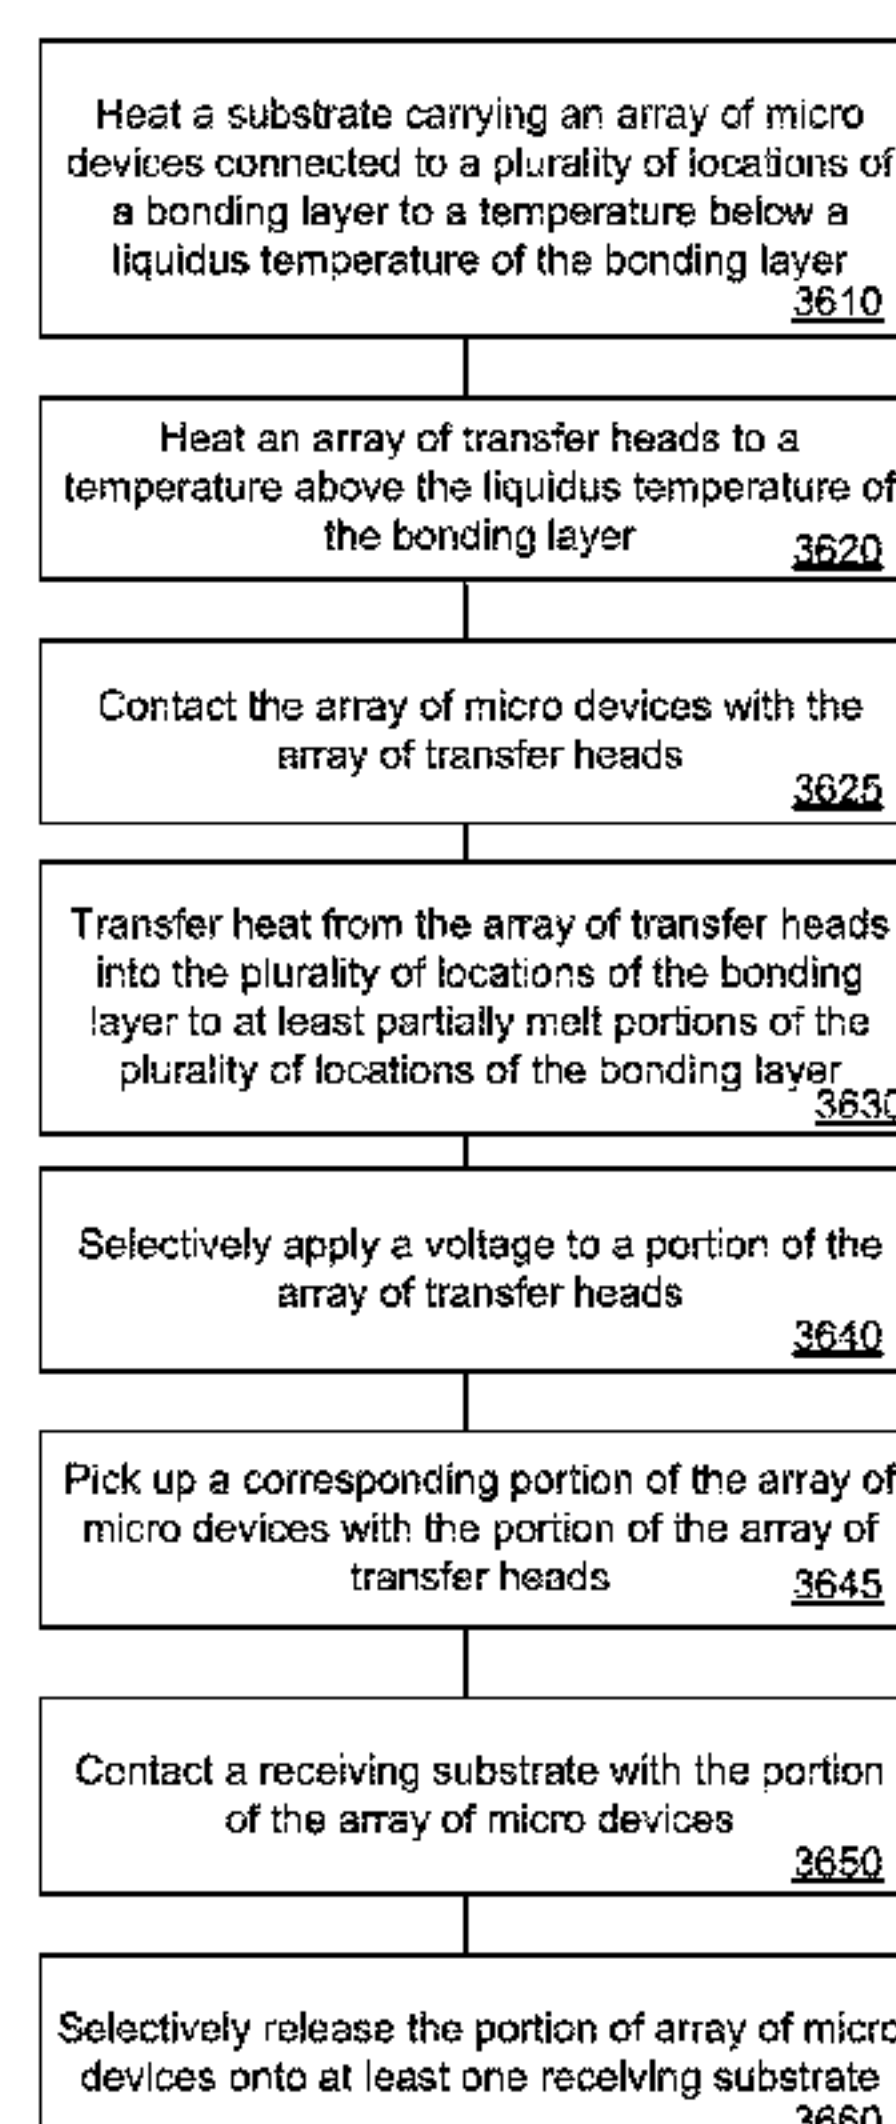 Heat a substrate carrying an array of micro
devices connected to a plurality of locations of
a bonding layer to a temperature below a
liquidus temperature of the bonding layer
3610
Heat an array of transfer heads to a
temperature above the liquidus temperature of
the bonding layer
3620
Contact the array of micro devices with the
array of transfer heads
3625
Transfer heat from the array of transfer heads
into the plurality of locations of the bonding
layer to at least partially melt portions of the
plurality of locations of the bonding layer
3630
Selectively apply a voltage to a portion of the
array of transfer heads
3640
Pick up a corresponding portion of the array of
micro devices with the portion of the array of
transfer heads
3645
Contact a receiving substrate with the portion
of the array of micro devices
3650
Selectively release the portion of array of micro
devices onto at least one receiving substrate
3660